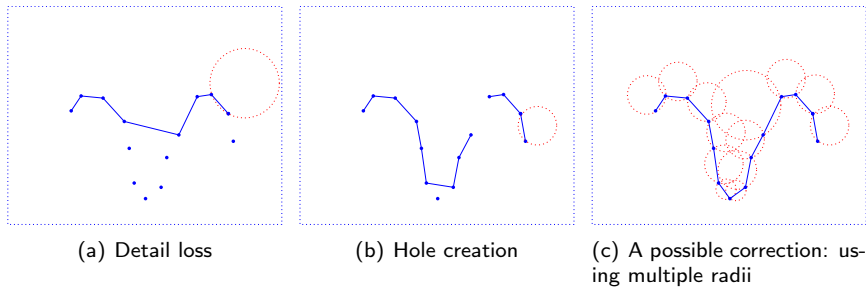 (a) Detail loss
(b) Hole creation
(c) A possible correction: us-
ing multiple radii